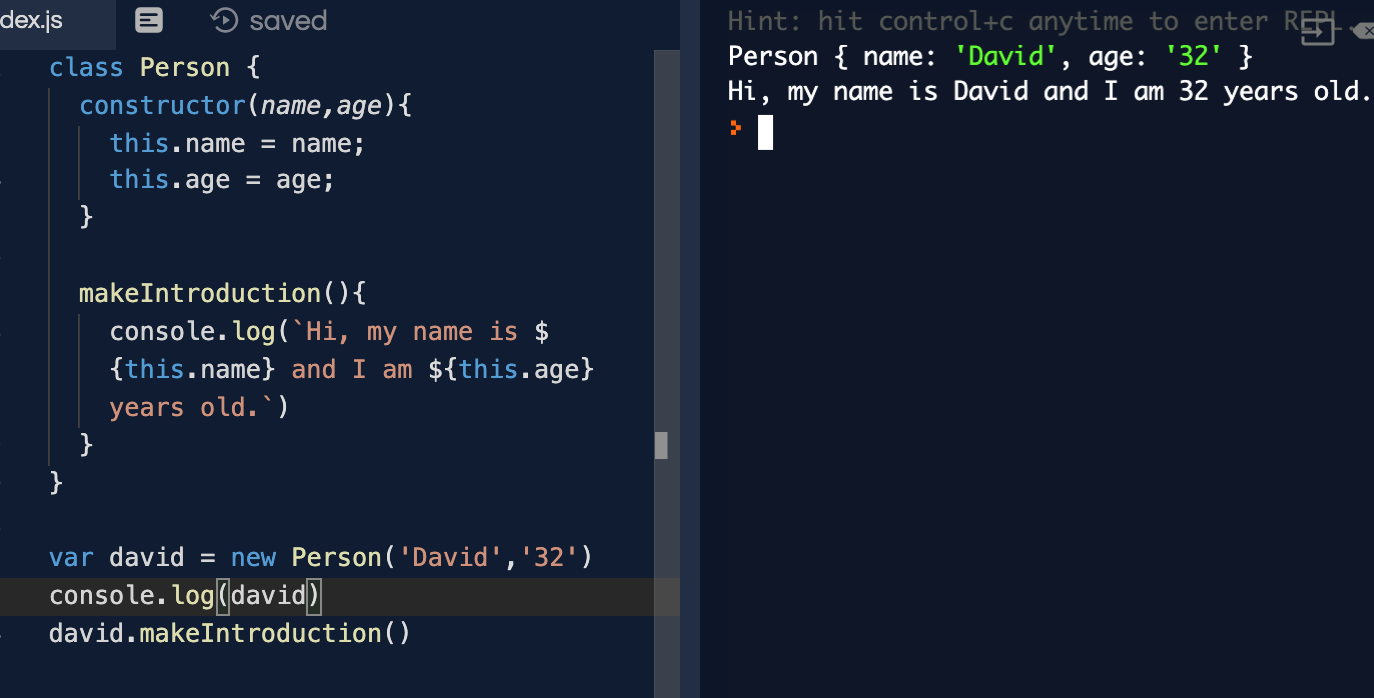 dex.js saved
class Person {
constructor(name,age){
this.name = name;
this.age = age;
}
makeIntroduction(){
console.log(`Hi, my name is $
{this.name} and I am ${this.age}
years old.`)
}
}
var david = new Person('David','32')
console.log(david)
david.makeIntroduction()
Hint: hit control+c anytime to enter REPL.
Person { name: 'David', age: '32' }
Hi, my name is David and I am 32 years old.